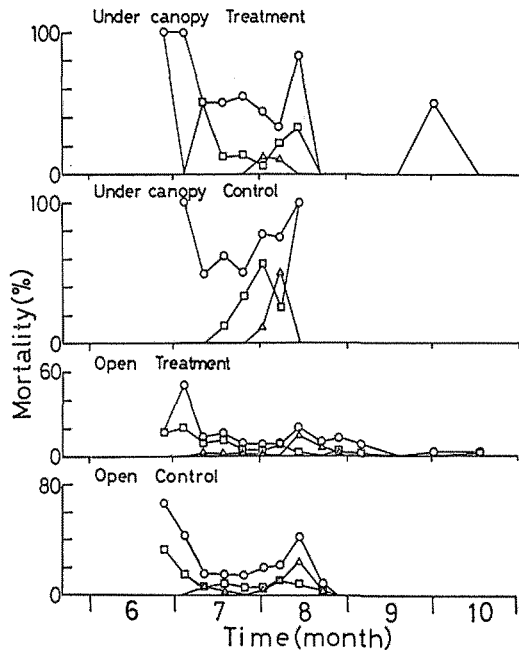 Under canopy Treatment
100
0
Under canopy Control
100
0
Open Treatment
60
0
Open Control
80
0
6 7 8 9 10
Time(month)
Mortality(%)